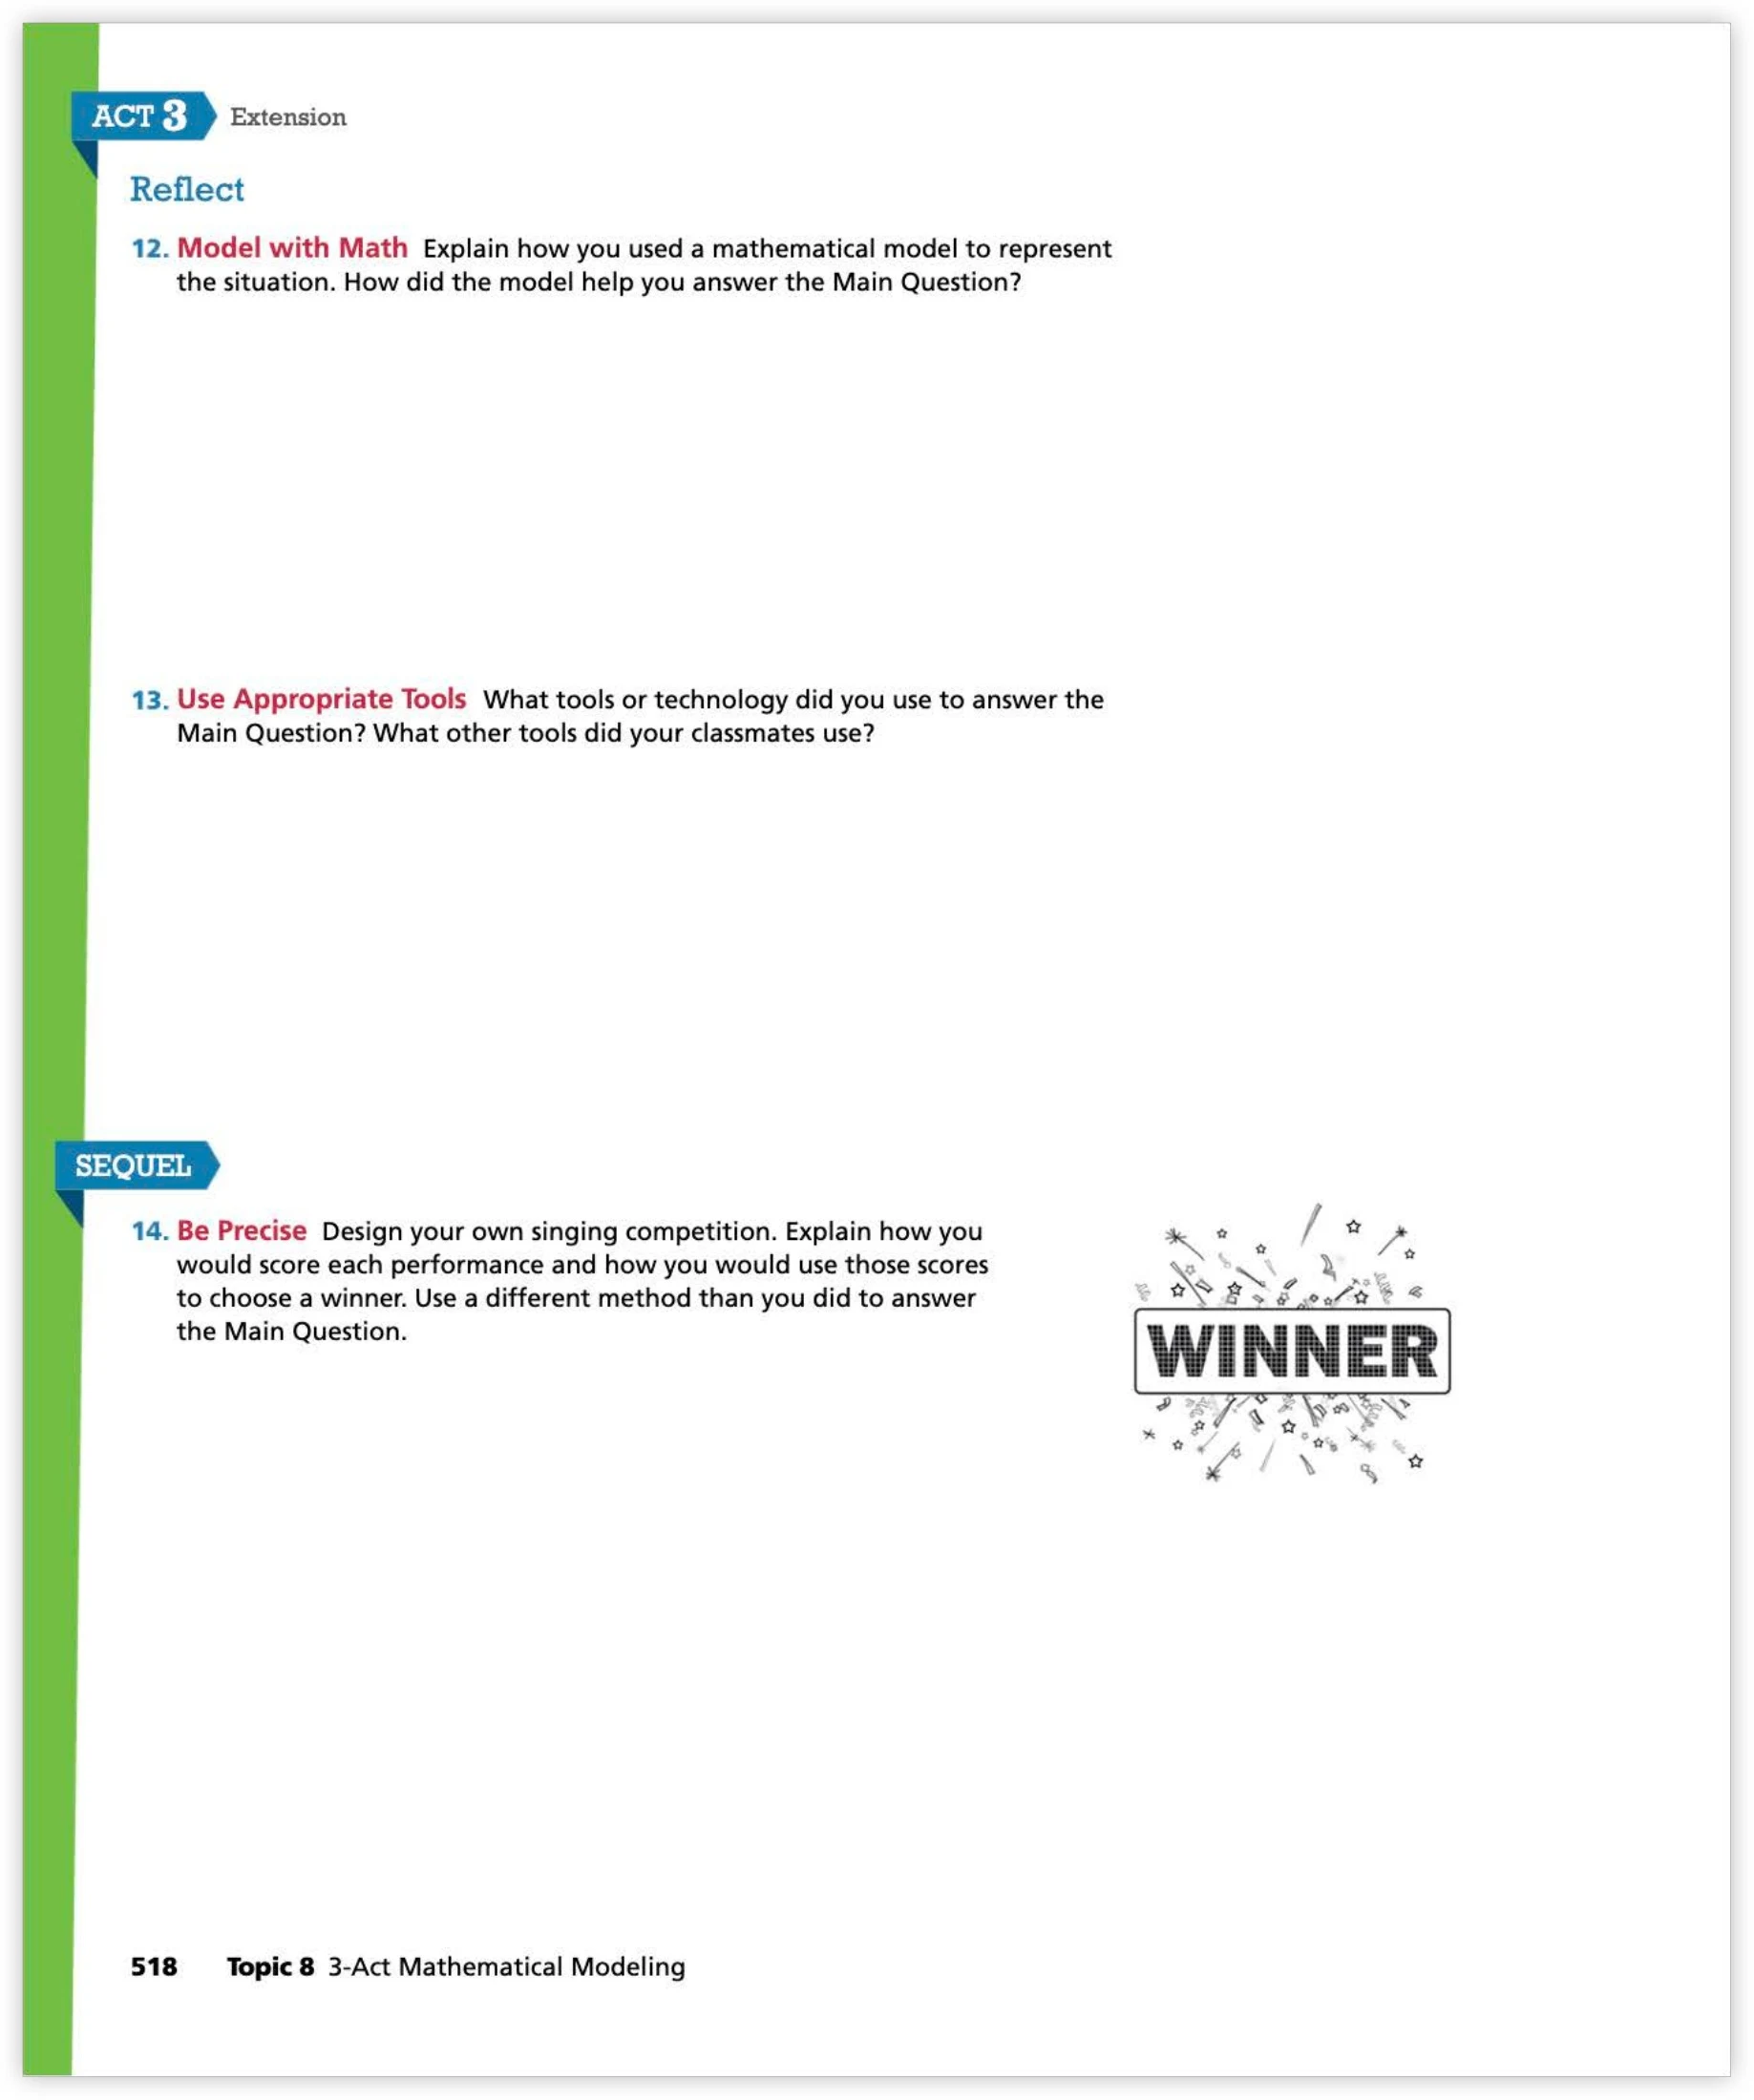 ACT 3 Extension
Reflect
12. Model with Math Explain how you used a mathematical model to represent
the situation. How did the model help you answer the Main Question?
13. Use Appropriate Tools What tools or technology did you use to answer the
Main Question? What other tools did your classmates use?
SEQUEL
14. Be Precise Design your own singing competition. Explain how you
would score each performance and how you would use those scores
to choose a winner. Use a different method than you did to answer
the Main Question.
WINNER
518 Topic 8 3-Act Mathematical Modeling